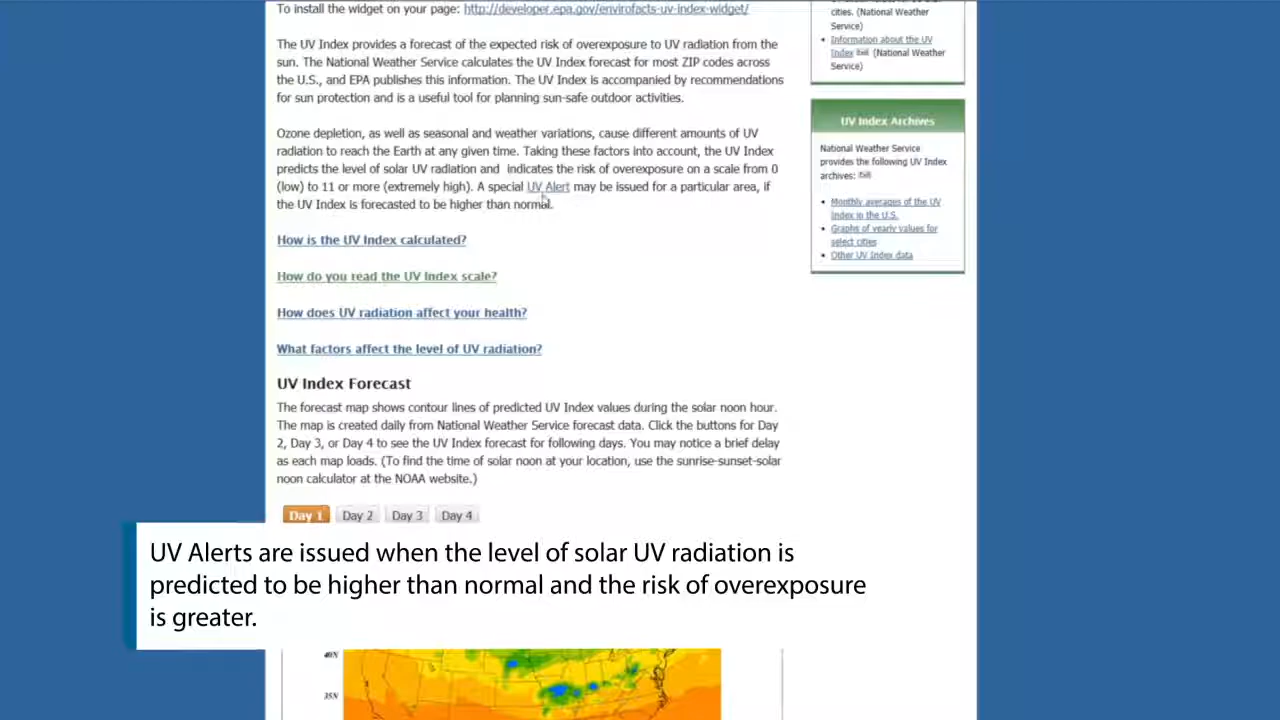 To install the widget on your page: http://developer.epa.gov/envirofacts-uv-index-widget/
The UV Index provides a forecast of the expected risk of overexposure to UV radiation from the
sun. The National Weather Service calculates the UV Index forecast for most ZIP codes across
the U.S., and EPA publishes this information. The UV Index is accompanied by recommendations
for sun protection and is a useful tool for planning sun-safe outdoor activities.
Ozone depletion, as well as seasonal and weather variations, cause different amounts of UV
radiation to reach the Earth at any given time. Taking these factors into account, the UV Index
predicts the level of solar UV radiation and indicates the risk of overexposure on a scale from 0
(low) to 11 or more (extremely high). A special UV Alert may be issued for a particular area, if
the UV Index is forecasted to be higher than normal.
How is the UV Index calculated?
How do you read the UV Index scale?
How does UV radiation affect your health?
What factors affect the level of UV radiation?
UV Index Forecast
The forecast map shows contour lines of predicted UV Index values during the solar noon hour.
The map is created daily from National Weather Service forecast data. Click the buttons for Day
2, Day 3, or Day 4 to see the UV Index forecast for following days. You may notice a brief delay
as each map loads. (To find the time of solar noon at your location, use the sunrise-sunset-solar
noon calculator at the NOAA website.)
Day 1 Day 2 Day 3 Day 4
UV Alerts are issued when the level of solar UV radiation is
predicted to be higher than normal and the risk of overexposure
is greater.
40N
35N
cities. (National Weather
Service)
Information about the UV
Index (National Weather
Service)
UV Index Archives
National Weather Service
provides the following UV Index
archives:
Monthly averages of the UV
Index in the U.S.
Graphs of yearly values for
select cities
Other UV Index data